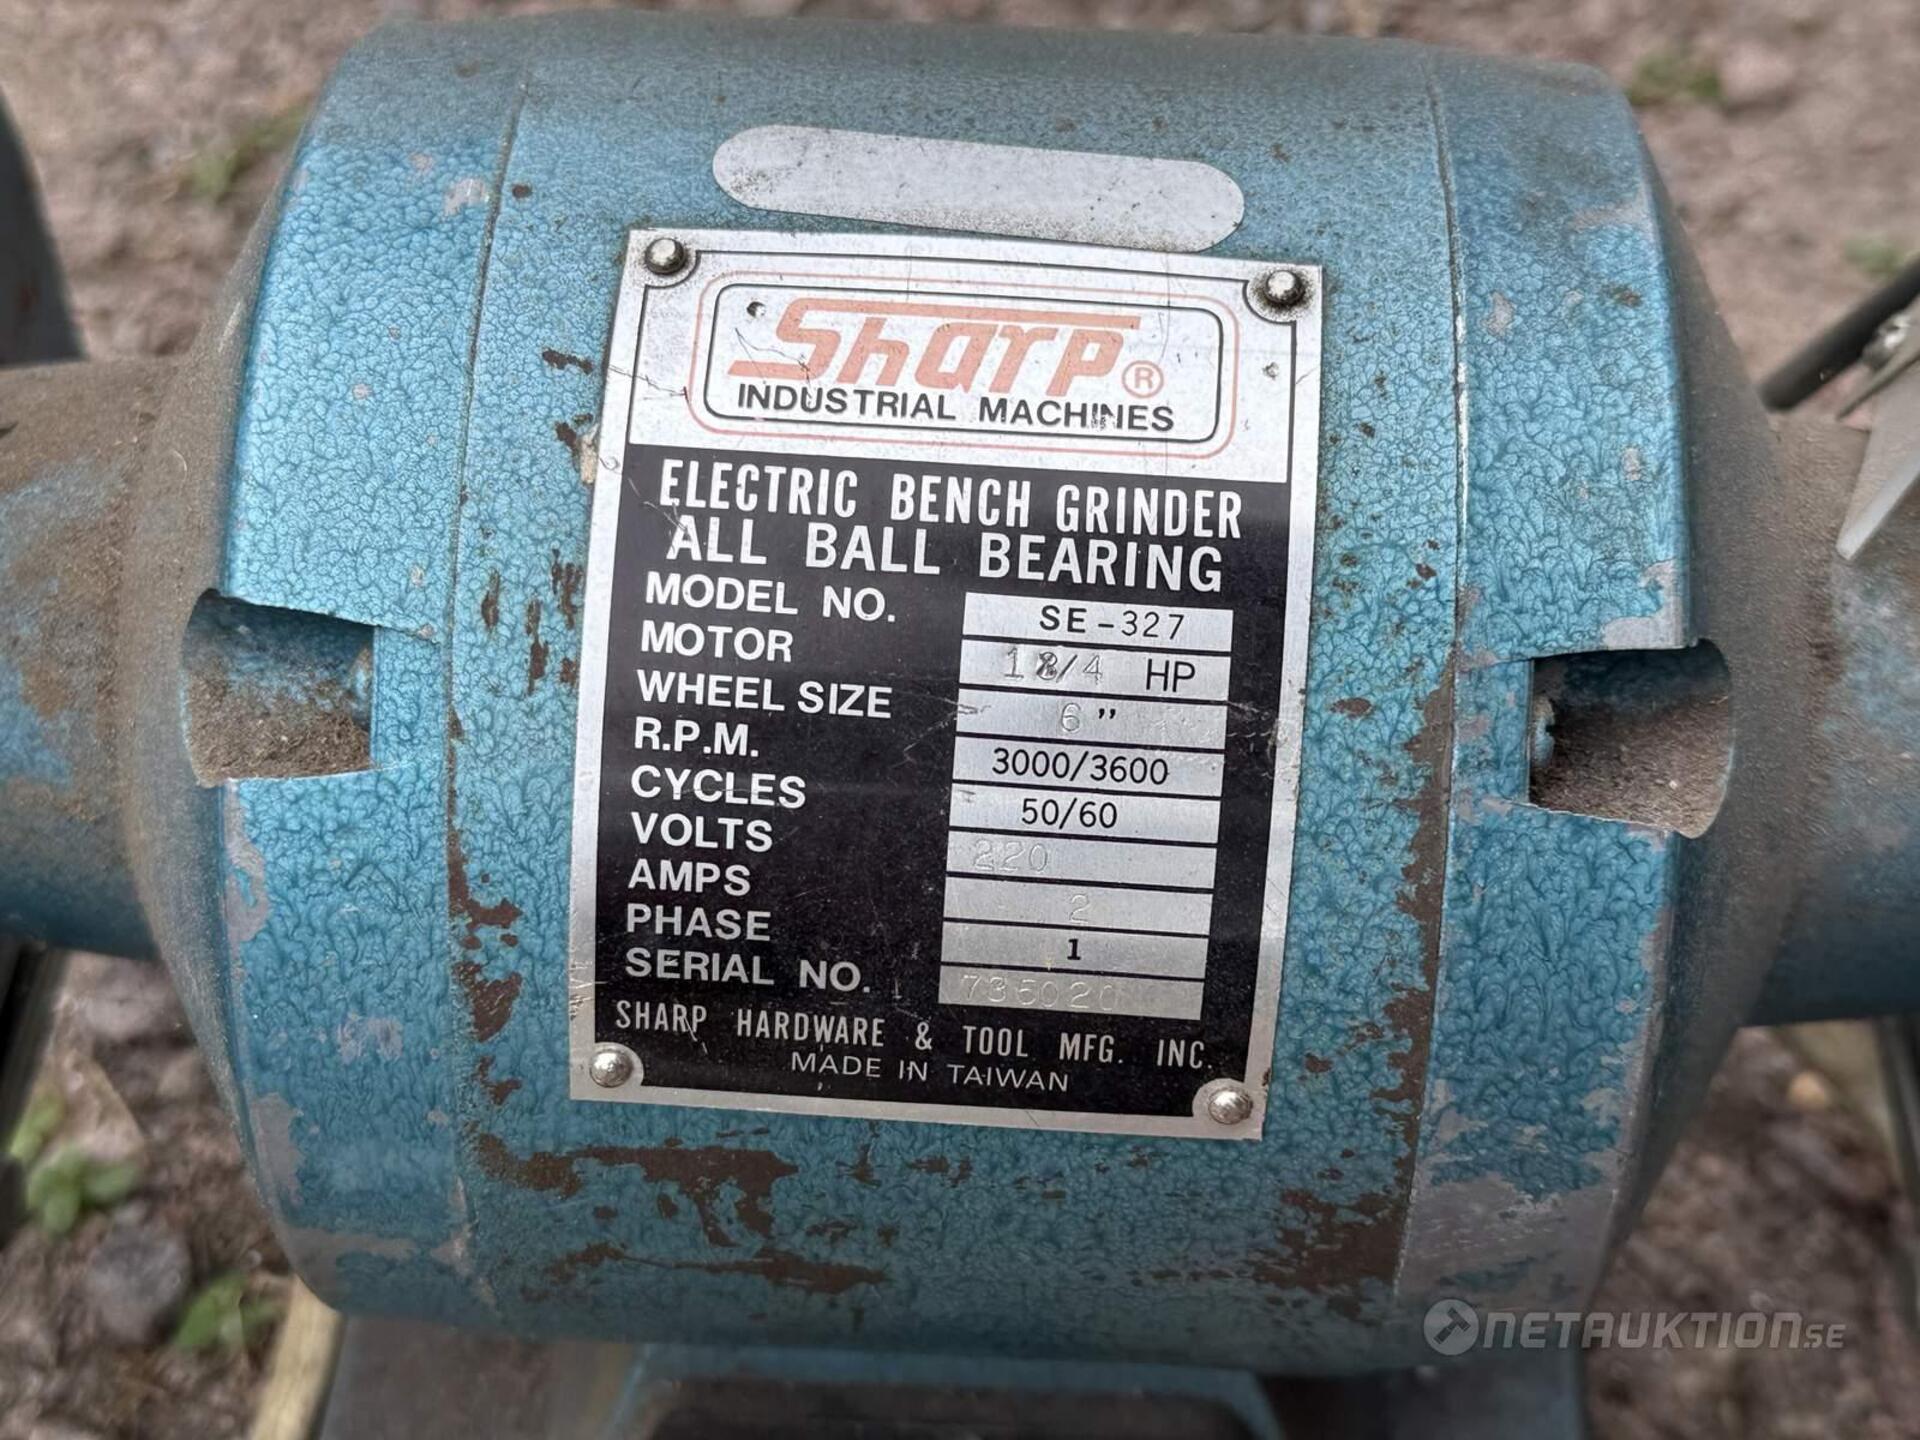 Sharp ®
INDUSTRIAL MACHINES
ELECTRIC BENCH GRINDER
ALL BALL BEARING
MODEL NO. SE-327
MOTOR HP
WHEEL SIZE 6"
R.P.M. 3000/3600
CYCLES 50/60
VOLTS 220
AMPS 2
PHASE 1
SERIAL NO. 735020
SHARP HARDWARE & TOOL MFG. INC.
MADE IN TAIWAN
NETAUKTION.SE